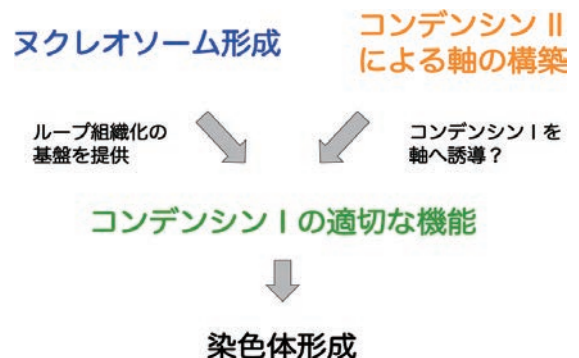 ヌクレオソーム形成
コンデンシン II
による軸の構築
ループ組織化の
基盤を提供
コンデンシン I を
軸へ誘導?
コンデンシン I の適切な機能
染色体形成